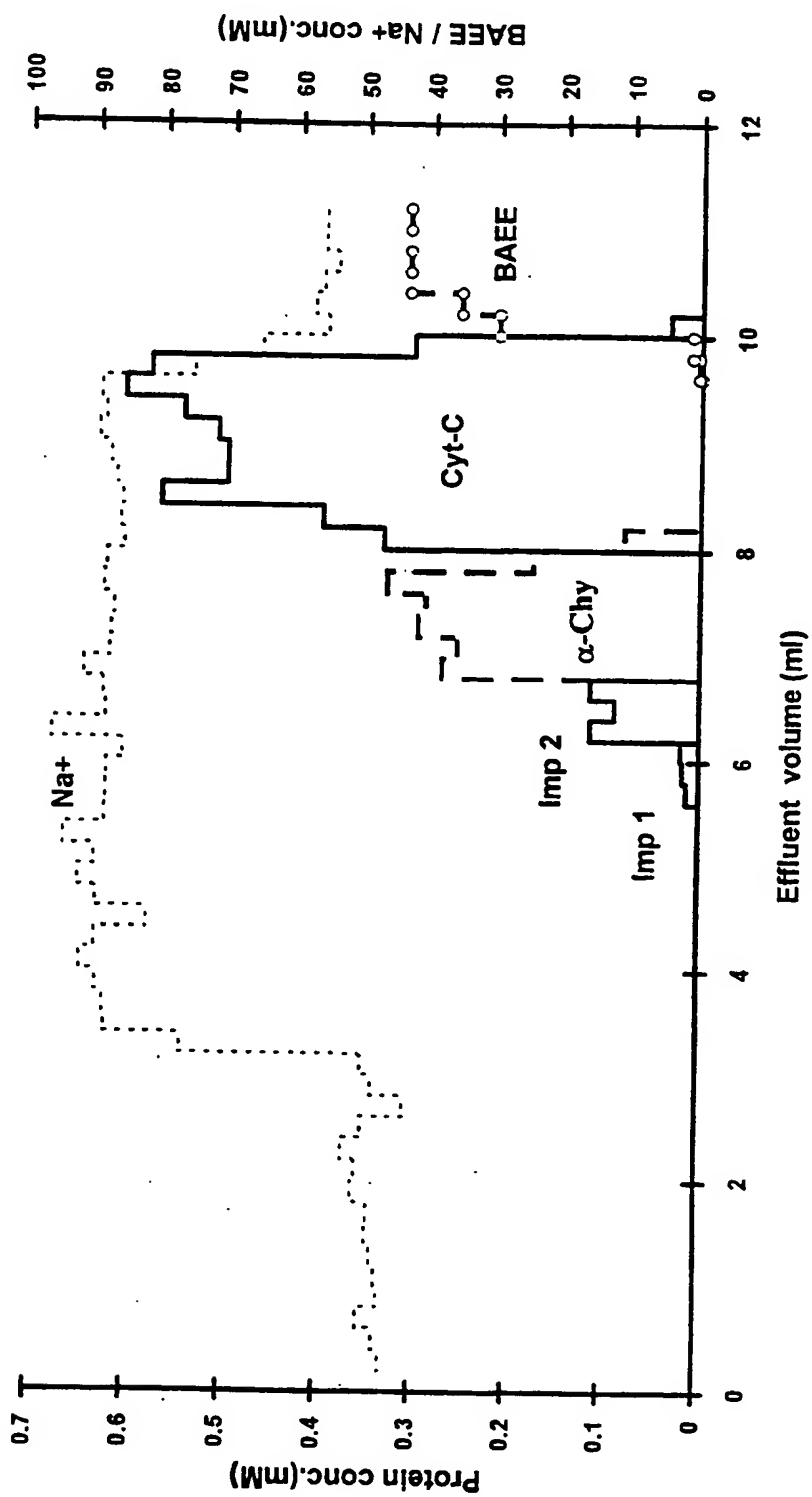 BAEE / Na+ conc.(mM)
100
90
80
70
60
50
40
30
20
10
0
Protein conc.(mM)
0.7
0.6
0.5
0.4
0.3
0.2
0.1
0
0
2
4
6
8
10
12
Effluent volume (ml)
Na+
Imp 1
Imp 2
α-Chy
Cyt-C
BAEE